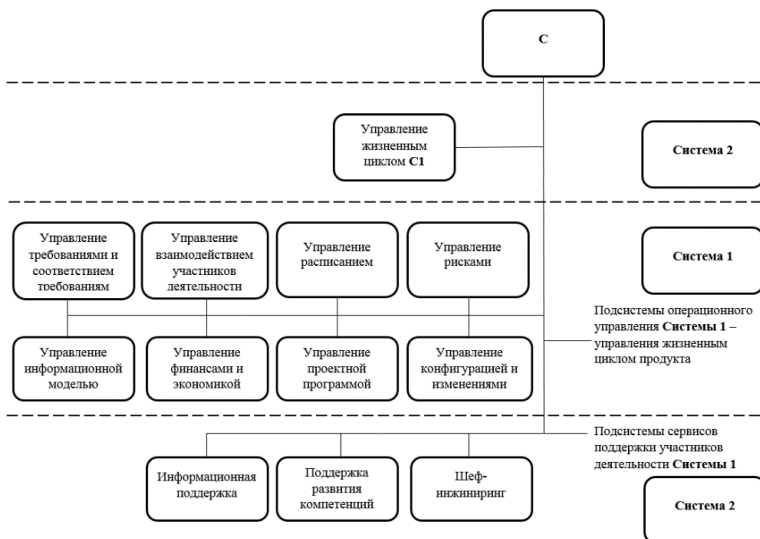 С
Управление
жизненным
циклом С1
Система 2
Управление
требованиями и
соответствием
требованиям
Управление
взаимодействием
участников
деятельности
Управление
расписанием
Управление
рисками
Система 1
Подсистемы операционного
управления Системы 1 –
управления жизненным
циклом продукта
Управление
информационной
моделью
Управление
финансами и
экономикой
Управление
проектной
программой
Управление
конфигурацией и
изменениями
Подсистемы сервисов
поддержки участников
деятельности Системы 1
Информационная
поддержка
Поддержка
развития
компетенций
Шеф-
инжиниринг
Система 2